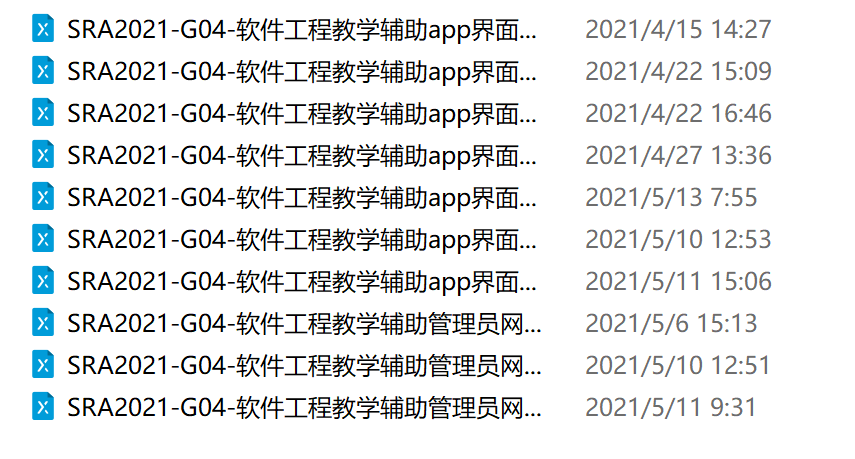 SRA2021-G04-软件工程教学辅助app界面... 2021/4/15 14:27
SRA2021-G04-软件工程教学辅助app界面... 2021/4/22 15:09
SRA2021-G04-软件工程教学辅助app界面... 2021/4/22 16:46
SRA2021-G04-软件工程教学辅助app界面... 2021/4/27 13:36
SRA2021-G04-软件工程教学辅助app界面... 2021/5/13 7:55
SRA2021-G04-软件工程教学辅助app界面... 2021/5/10 12:53
SRA2021-G04-软件工程教学辅助app界面... 2021/5/11 15:06
SRA2021-G04-软件工程教学辅助管理员网... 2021/5/6 15:13
SRA2021-G04-软件工程教学辅助管理员网... 2021/5/10 12:51
SRA2021-G04-软件工程教学辅助管理员网... 2021/5/11 9:31